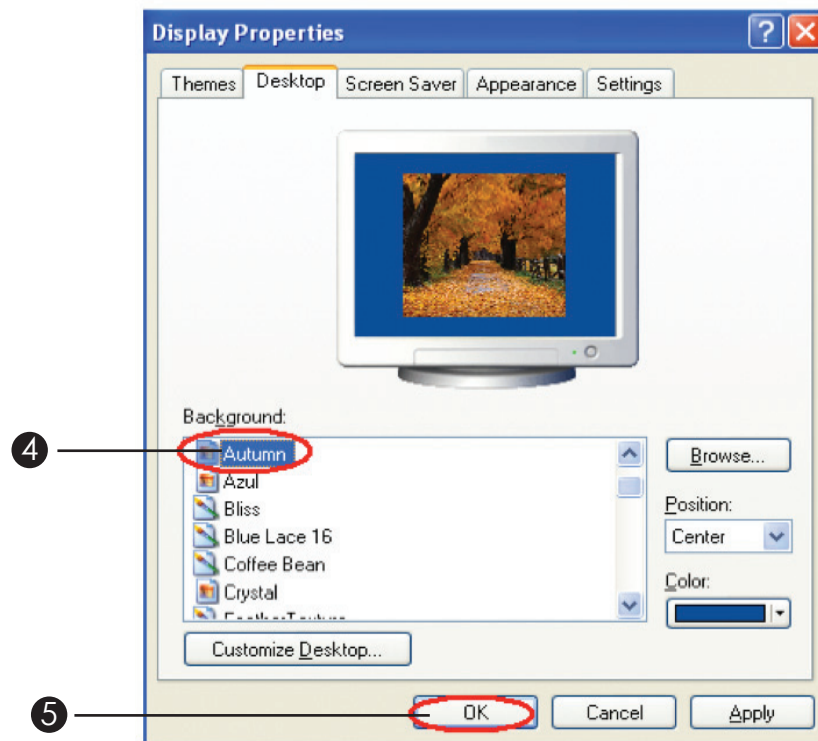 Display Properties
Themes Desktop Screen Saver Appearance Settings
Background:
4
Autumn
Azul
Bliss
Blue Lace 16
Coffee Bean
Crystal
Browse...
Position:
Center
Color:
Customize Desktop...
5
OK Cancel Apply